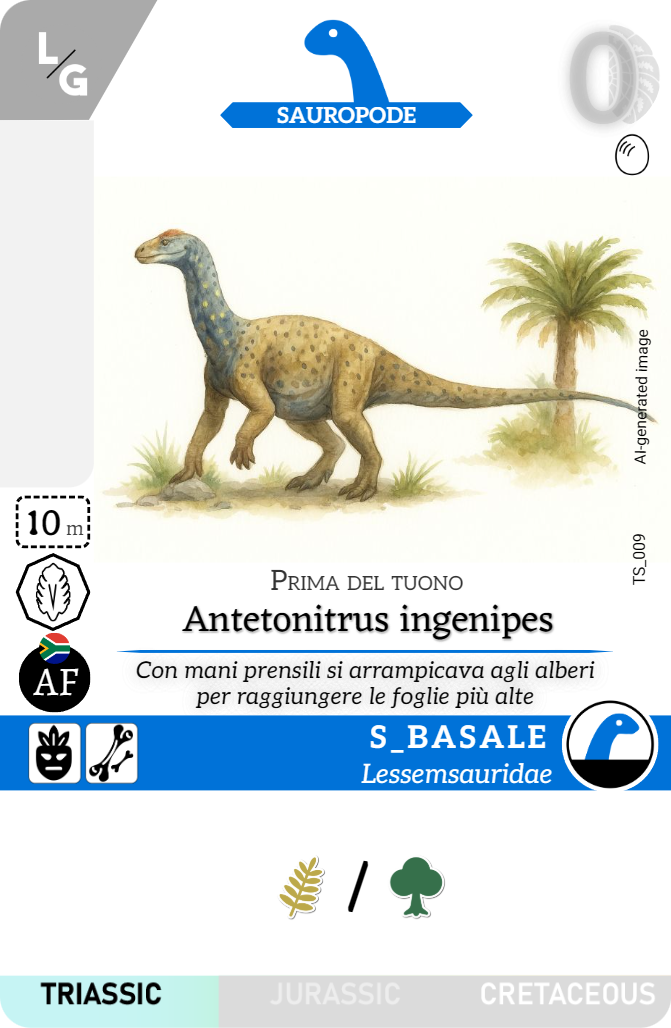 L/G
SAUROPODE
0
AI-generated image
10 m
TS_009
PRIMA DEL TUONO
Antetonitrus ingenipes
AF
Con mani prensili si arrampicava agli alberi
per raggiungere le foglie più alte
S_BASALE
Lessemsauridae
/
TRIASSIC JURASSIC CRETACEOUS